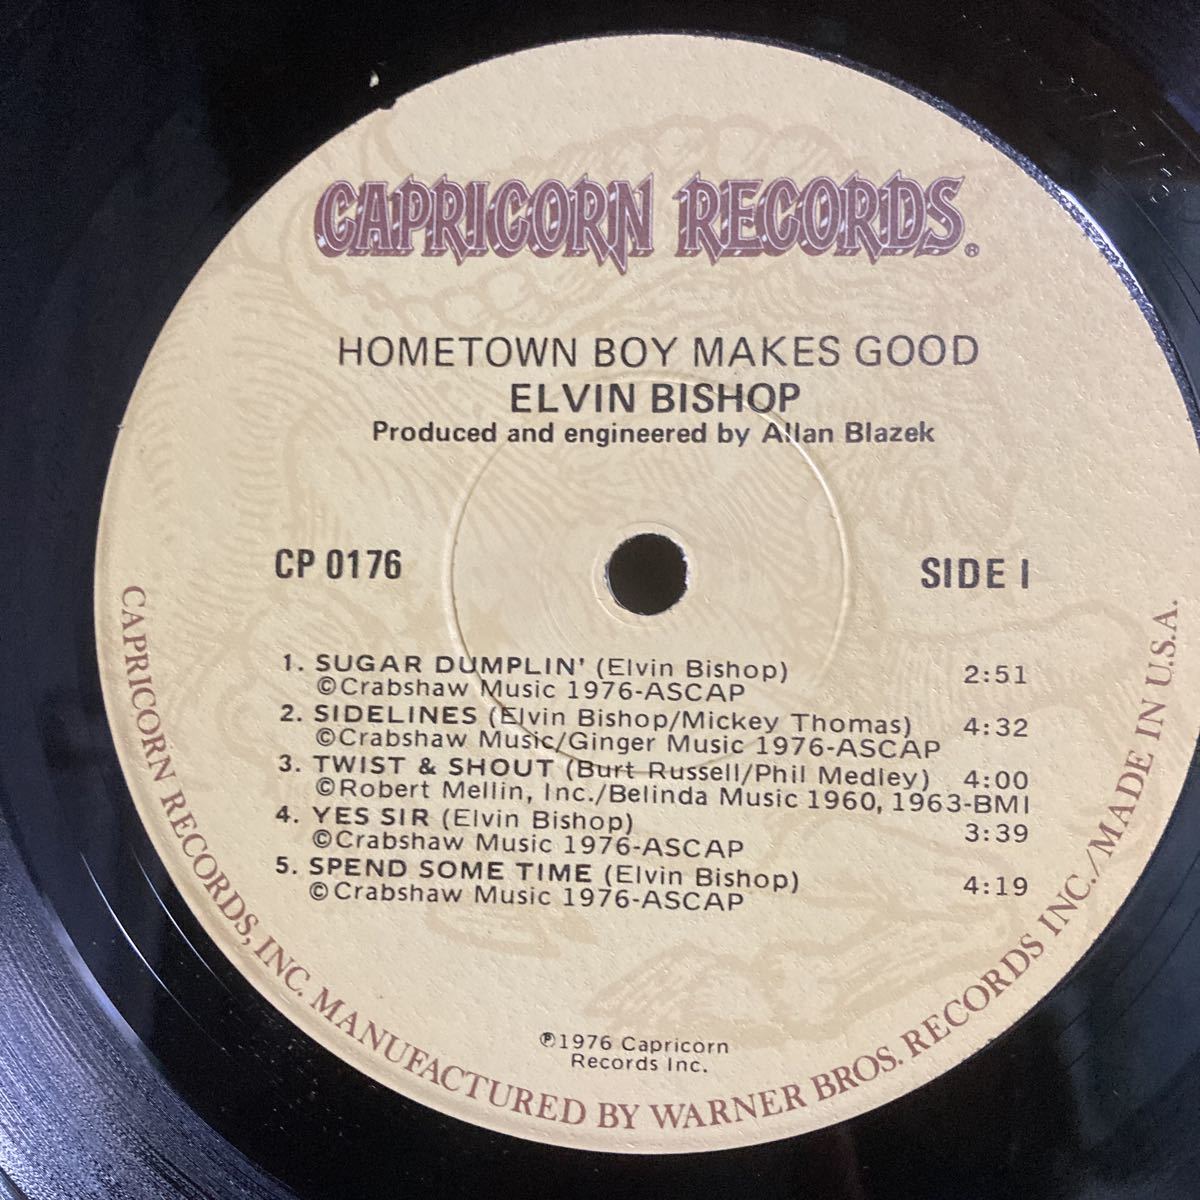 CAPRICORN RECORDS®
HOMETOWN BOY MAKES GOOD
ELVIN BISHOP
Produced and engineered by Allan Blazek
CP 0176
SIDE I
1. SUGAR DUMPLIN' (Elvin Bishop) 2:51
©Crabshaw Music 1976-ASCAP
2. SIDELINES (Elvin Bishop/Mickey Thomas) 4:32
©Crabshaw Music/Ginger Music 1976-ASCAP
3. TWIST & SHOUT (Burt Russell/Phil Medley) 4:00
©Robert Mellin, Inc./Belinda Music 1960, 1963-BMI
4. YES SIR (Elvin Bishop) 3:39
©Crabshaw Music 1976-ASCAP
5. SPEND SOME TIME (Elvin Bishop) 4:19
©Crabshaw Music 1976-ASCAP
℗1976 Capricorn
Records Inc.
CAPRICORN RECORDS, INC. MANUFACTURED BY WARNER BROS. RECORDS INC./MADE IN U.S.A.